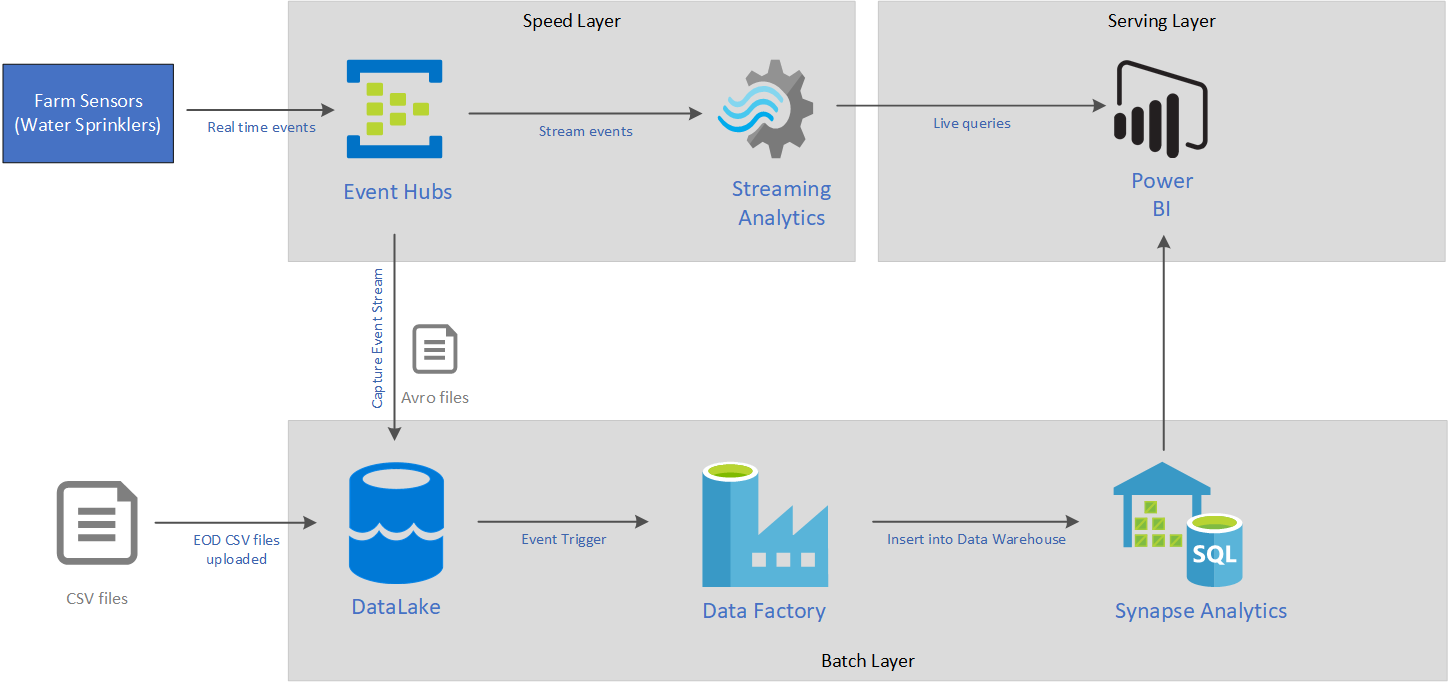 Speed Layer
Serving Layer
Farm Sensors
(Water Sprinklers)
Real time events
Stream events
Live queries
Event Hubs
Streaming
Analytics
Power
BI
Capture Event Stream
Avro files
EOD CSV files
uploaded
Event Trigger
Insert into Data Warehouse
SQL
CSV files
DataLake
Data Factory
Synapse Analytics
Batch Layer